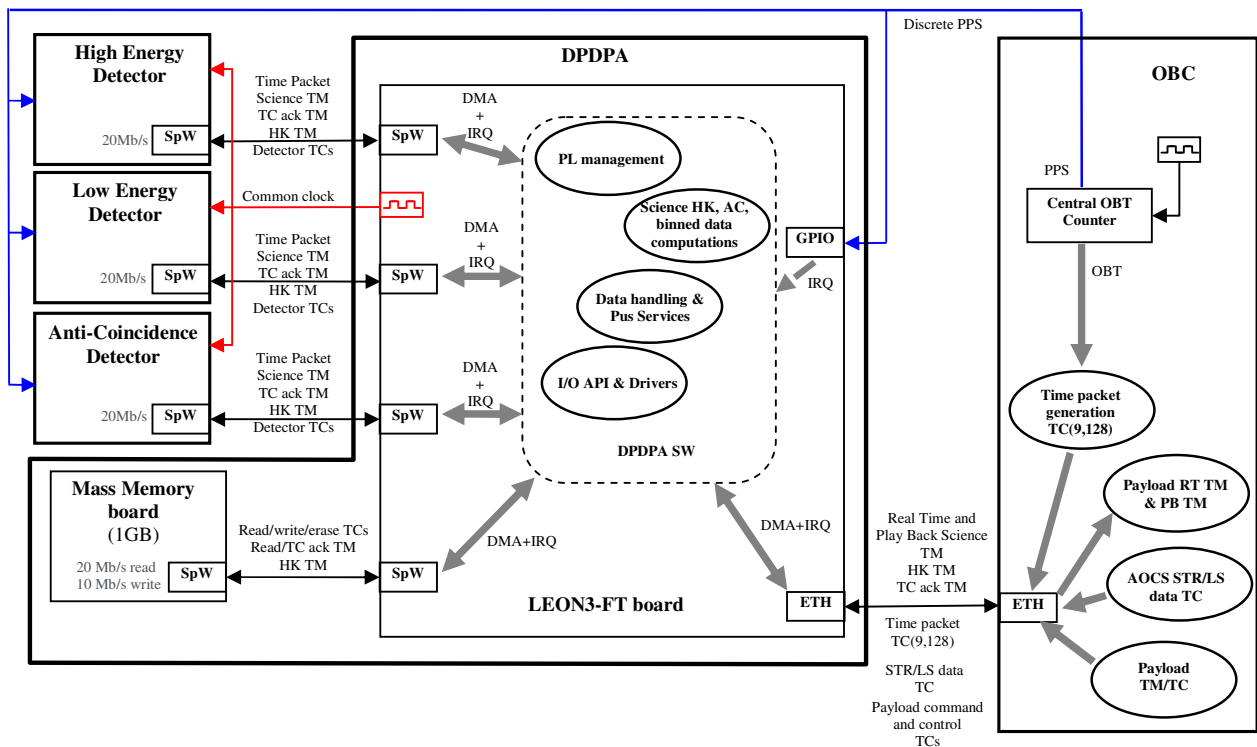 Discrete PPS
High Energy
Detector
20Mb/s
SpW
Time Packet
Science TM
TC ack TM
HK TM
Detector TCs
Low Energy
Detector
20Mb/s
SpW
Common clock
Time Packet
Science TM
TC ack TM
HK TM
Detector TCs
Anti-Coincidence
Detector
20Mb/s
SpW
Time Packet
Science TM
TC ack TM
HK TM
Detector TCs
Mass Memory
board
(1GB)
20 Mb/s read
10 Mb/s write
SpW
Read/write/erase TCs
Read/TC ack TM
HK TM
DPDPA
SpW
DMA
+
IRQ
SpW
DMA
+
IRQ
SpW
DMA
+
IRQ
SpW
DMA+IRQ
PL management
Science HK, AC,
binned data
computations
Data handling &
Pus Services
I/O API & Drivers
DPDPA SW
GPIO
IRQ
DMA+IRQ
ETH
LEON3-FT board
Real Time and
Play Back Science
TM
HK TM
TC ack TM
Time packet
TC(9,128)
STR/LS data
TC
Payload command
and control
TCs
OBC
PPS
Central OBT
Counter
OBT
Time packet
generation
TC(9,128)
Payload RT TM
& PB TM
ETH
AOCS STR/LS
data TC
Payload
TM/TC